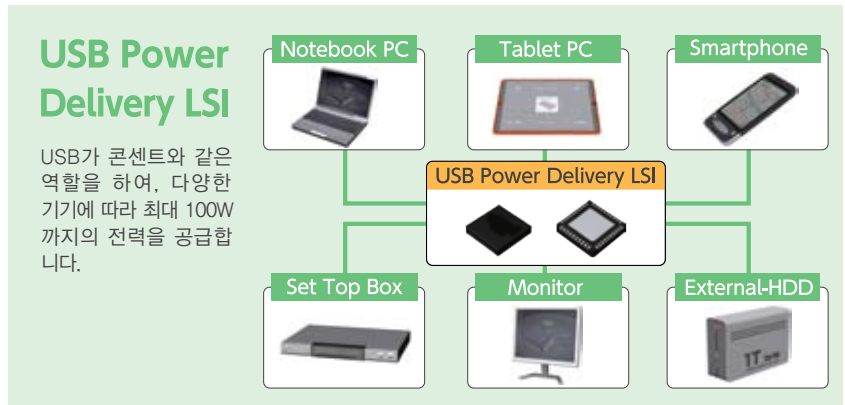 USB Power
Delivery LSI
USB가 콘센트와 같은
역할을 하여, 다양한
기기에 따라 최대 100W
까지의 전력을 공급합
니다.
Notebook PC
Tablet PC
Smartphone
USB Power Delivery LSI
Set Top Box
Monitor
External-HDD
1T